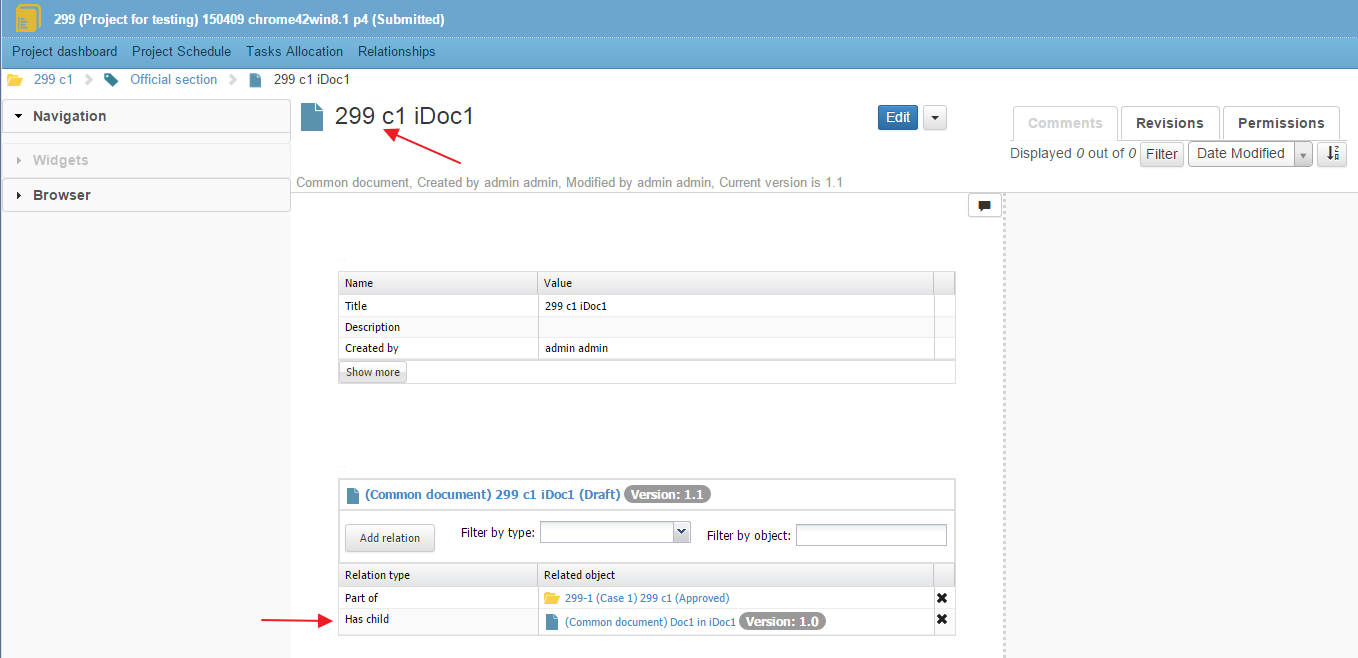 299 (Project for testing) 150409 chrome42win8.1 p4 (Submitted)
Project dashboard Project Schedule Tasks Allocation Relationships
299 c1 Official section 299 c1 iDoc1
Navigation
Widgets
Browser
299 c1 iDoc1
Edit
Common document, Created by admin admin, Modified by admin admin, Current version is 1.1
Comments Revisions Permissions
Displayed 0 out of 0 Filter Date Modified
Name Value
Title 299 c1 iDoc1
Description
Created by admin admin
Show more
(Common document) 299 c1 iDoc1 (Draft) Version: 1.1
Add relation Filter by type: Filter by object:
Relation type Related object
Part of 299-1 (Case 1) 299 c1 (Approved)
Has child (Common document) Doc1 in iDoc1 Version: 1.0